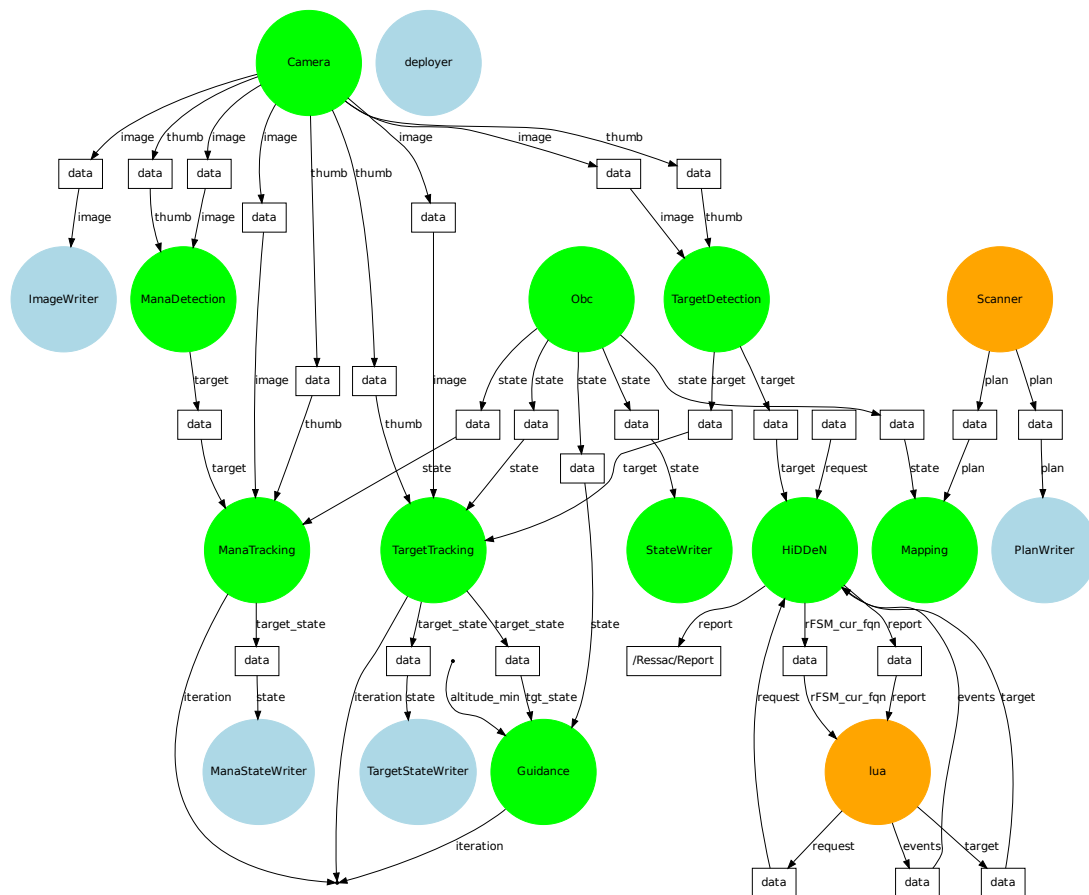 Camera
deployer
image
thumb
image
image
thumb
thumb
image
image
thumb
data
data
data
data
data
data
data
image
thumb
image
image
thumb
ImageWriter
ManaDetection
Obc
TargetDetection
Scanner
target
image
data
data
image
state
state
state
state
state
target
target
plan
plan
data
thumb
thumb
data
data
data
data
data
data
data
data
data
target
state
state
data
state
target
target
request
state
plan
plan
ManaTracking
TargetTracking
StateWriter
HiDDeN
Mapping
PlanWriter
target_state
target_state
target_state
state
report
rFSM_cur_fqn
report
data
data
data
/Ressac/Report
data
data
iteration
state
iteration
state
altitude_min
tgt_state
request
rFSM_cur_fqn
report
events
target
ManaStateWriter
TargetStateWriter
Guidance
lua
iteration
request
events
target
data
data
data